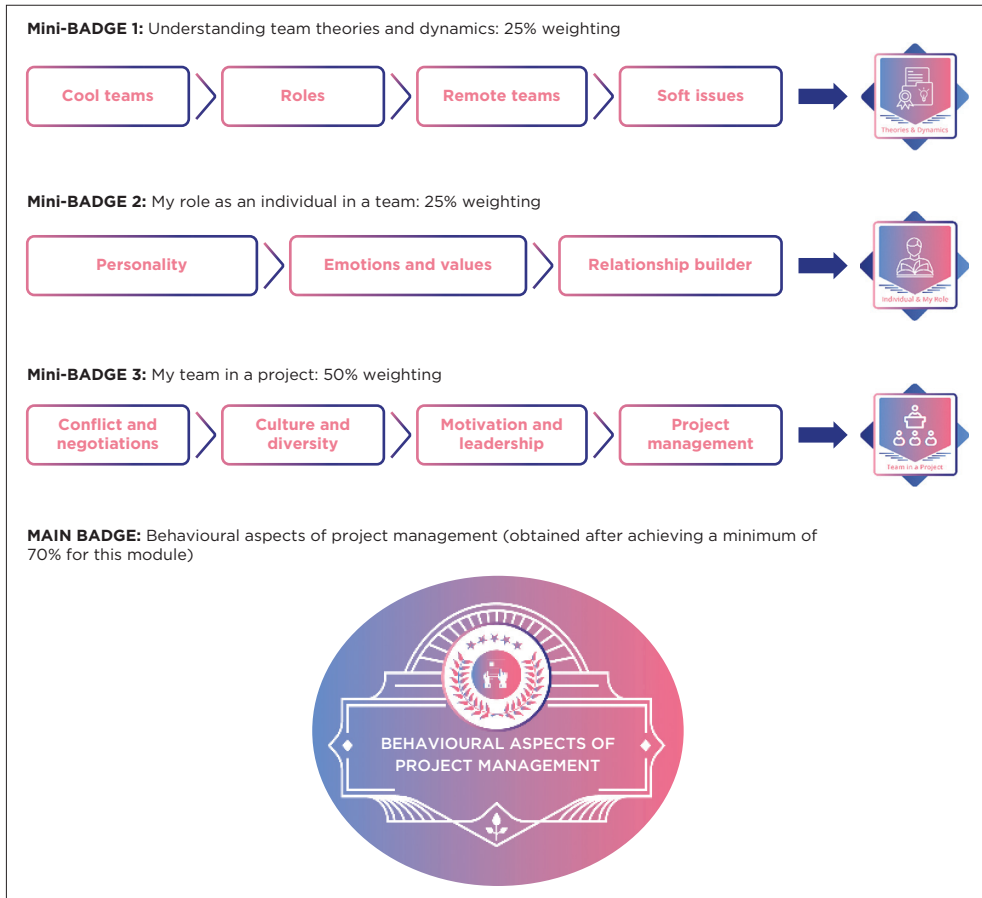 Mini-BADGE 1: Understanding team theories and dynamics: 25% weighting
Cool teams
Roles
Remote teams
Soft issues
Theories & Dynamics
Mini-BADGE 2: My role as an individual in a team: 25% weighting
Personality
Emotions and values
Relationship builder
Individual & My Role
Mini-BADGE 3: My team in a project: 50% weighting
Conflict and
negotiations
Culture and
diversity
Motivation and
leadership
Project
management
Team in a Project
MAIN BADGE: Behavioural aspects of project management (obtained after achieving a minimum of
70% for this module)
BEHAVIOURAL ASPECTS OF
PROJECT MANAGEMENT